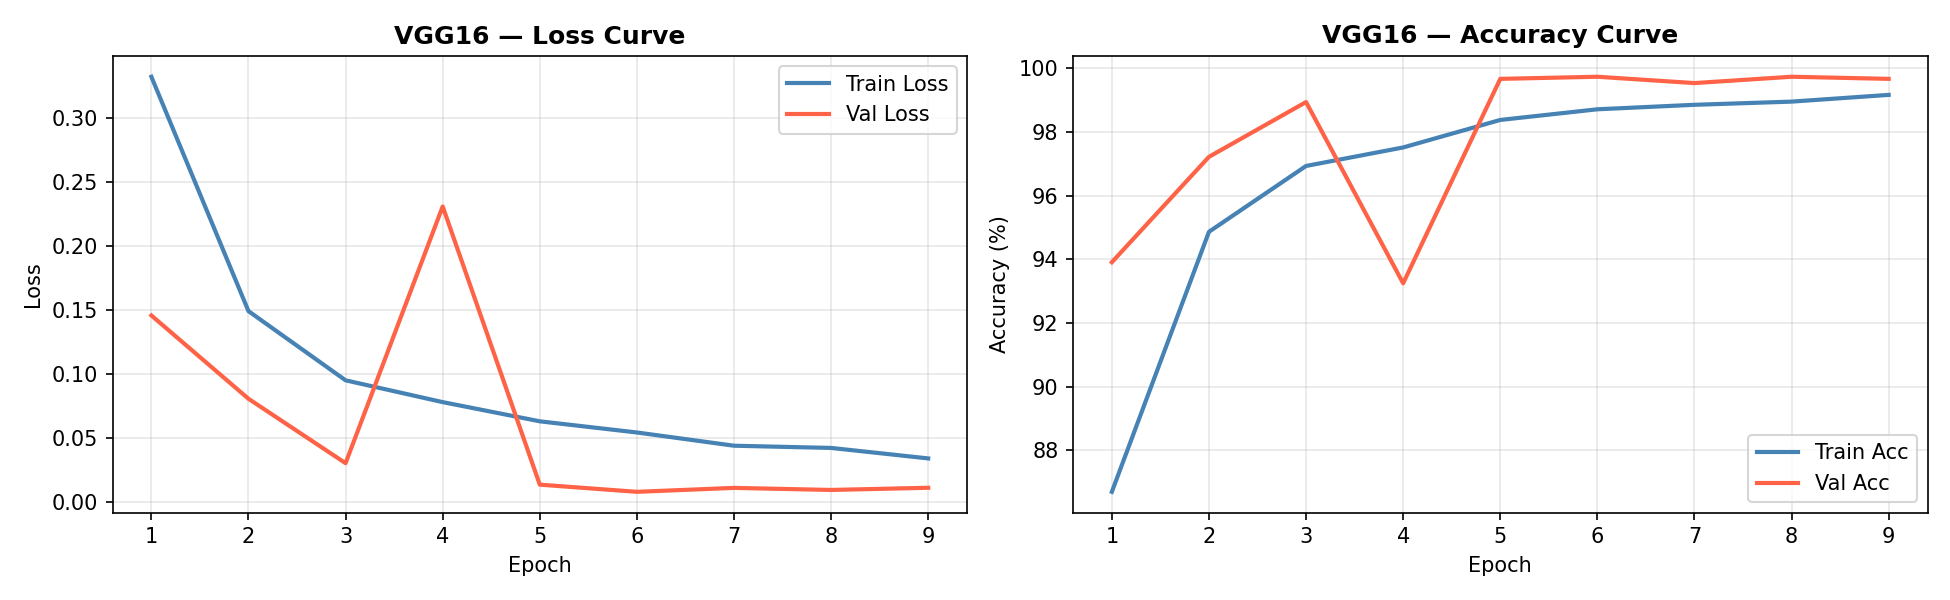 VGG16 — Loss Curve
Train Loss
Val Loss
0.30
0.25
0.20
0.15
0.10
0.05
0.00
Loss
1 2 3 4 5 6 7 8 9
Epoch
VGG16 — Accuracy Curve
100
98
96
94
92
90
88
Accuracy (%)
Train Acc
Val Acc
1 2 3 4 5 6 7 8 9
Epoch